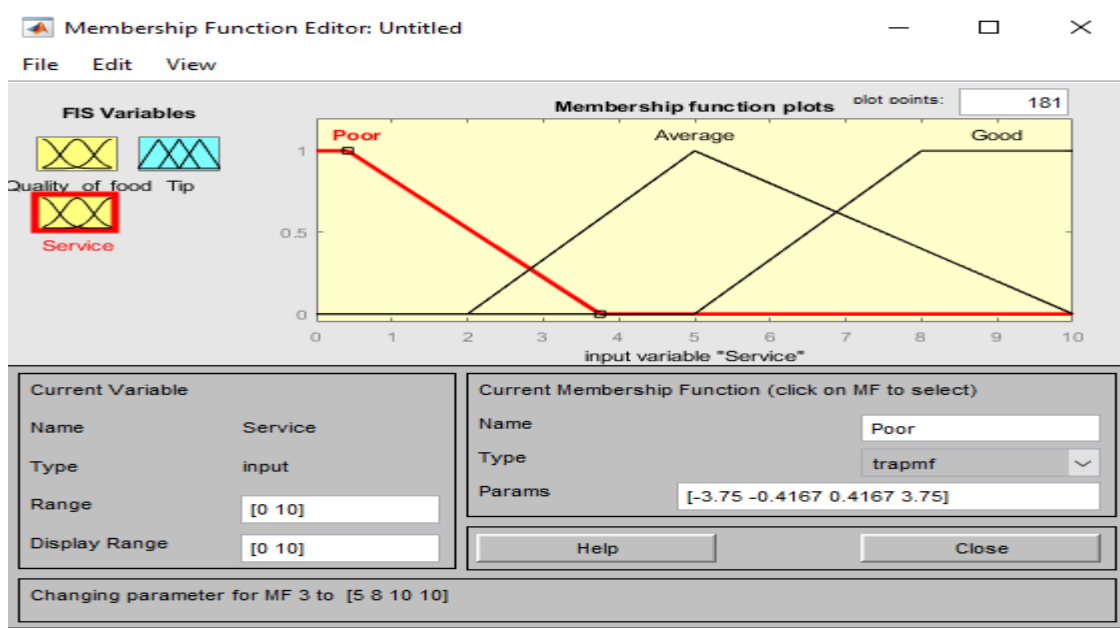 Membership Function Editor: Untitled
File Edit View
FIS Variables
Quality_of_food Tip
Service
Membership function plots plot points: 181
Poor Average Good
1
0.5
0
0 1 2 3 4 5 6 7 8 9 10
input variable "Service"
Current Variable
Name Service
Type input
Range [0 10]
Display Range [0 10]
Current Membership Function (click on MF to select)
Name Poor
Type trapmf
Params [-3.75 -0.4167 0.4167 3.75]
Help Close
Changing parameter for MF 3 to [5 8 10 10]